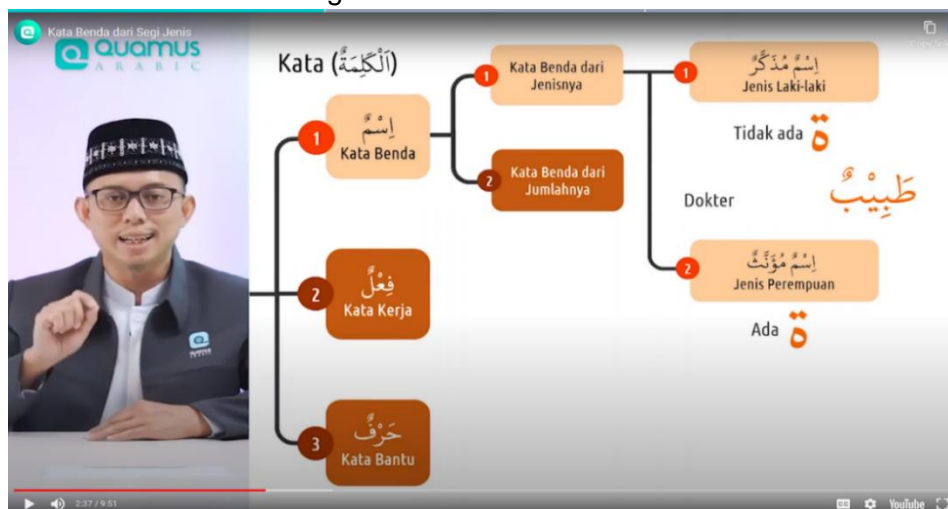 Kata Benda dari Segi Jenis
QUAMUS
ARABIC
Kata (اَلْكَلِمَةُ)
1
إِسْمٌ
Kata Benda
1
Kata Benda dari
Jenisnya
2
Kata Benda dari
Jumlahnya
1
إِسْمٌ مُذَكَّرٌ
Jenis Laki-laki
Tidak ada ة
Dokter طَبِيْبٌ
2
إِسْمٌ مُؤَنَّثٌ
Jenis Perempuan
Ada ة
2
فِعْلٌ
Kata Kerja
3
حَرْفٌ
Kata Bantu
2:37 / 9:51
YouTube